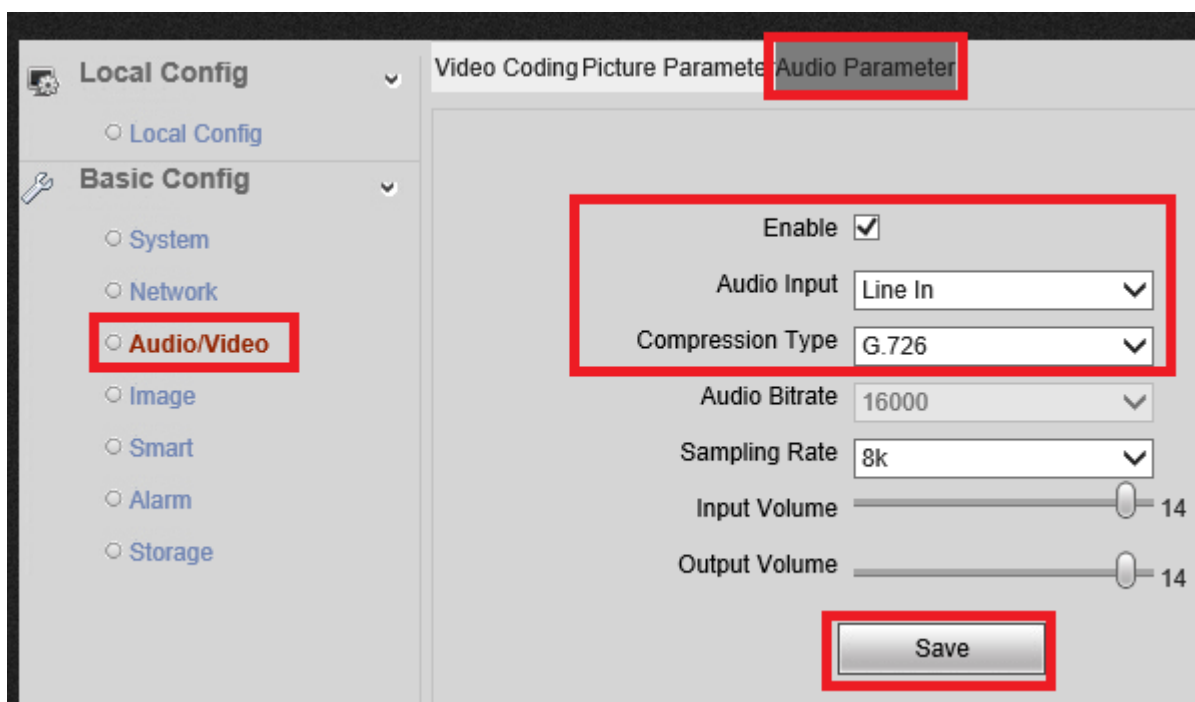 Local Config
Local Config
Basic Config
System
Network
Audio/Video
Image
Smart
Alarm
Storage
Video Coding Picture Paramete Audio Parameter
Enable
Audio Input Line In
Compression Type G.726
Audio Bitrate 16000
Sampling Rate 8k
Input Volume 14
Output Volume 14
Save